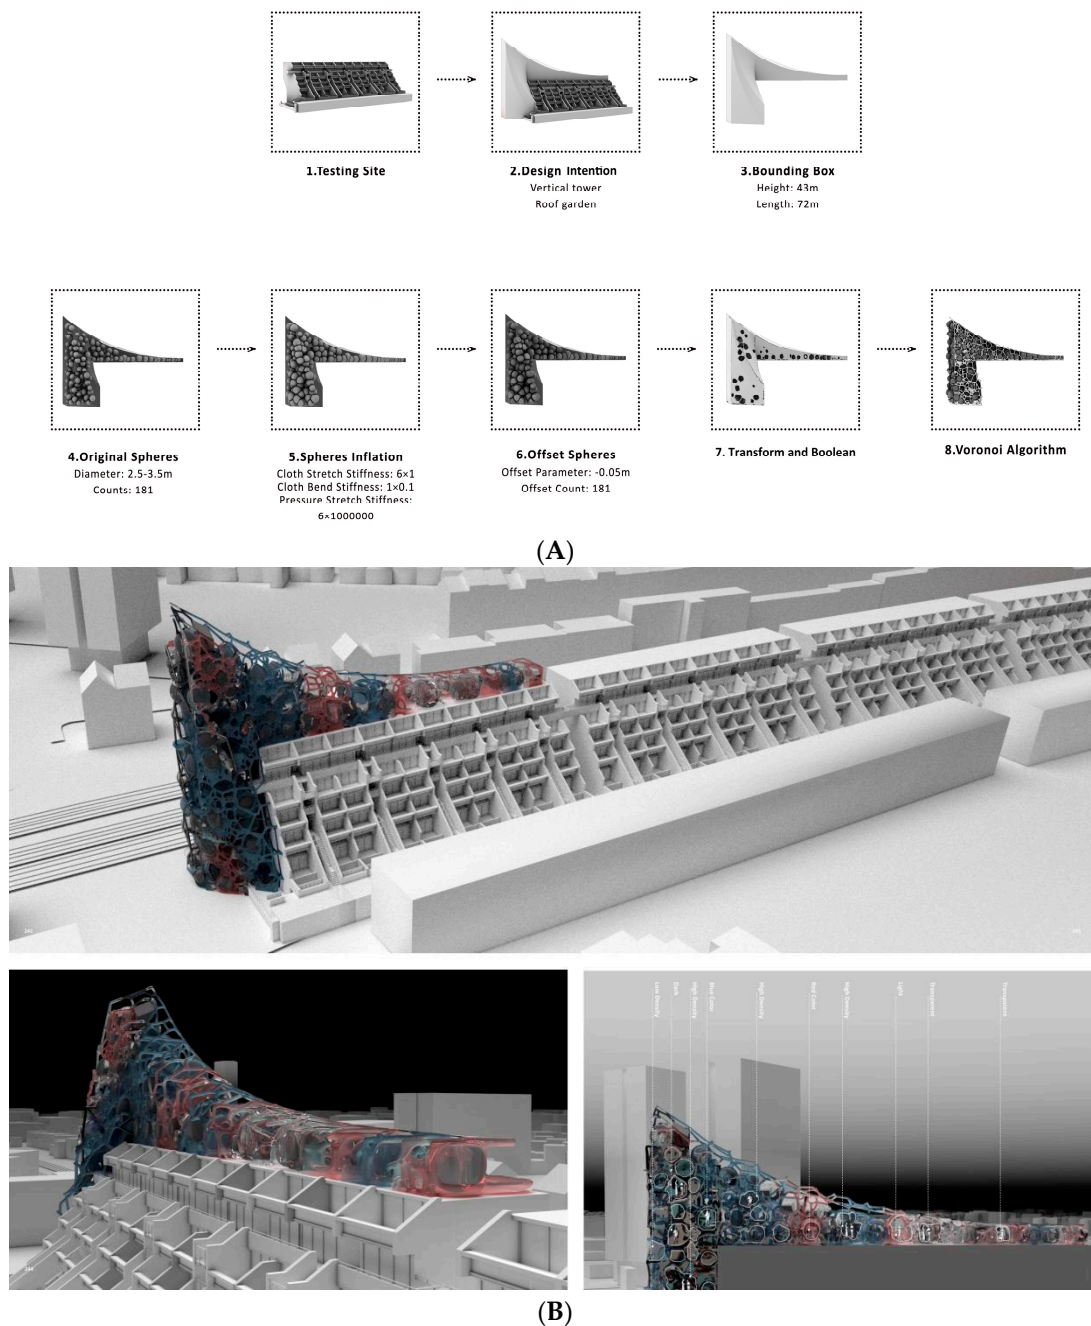 1.Testing Site
2.Design Intention
Vertical tower
Roof garden
3.Bounding Box
Height: 43m
Length: 72m
4.Original Spheres
Diameter: 2.5-3.5m
Counts: 181
5.Spheres Inflation
Cloth Stretch Stiffness: 6×1
Cloth Bend Stiffness: 1×0.1
Pressure Stretch Stiffness:
6×1000000
6.Offset Spheres
Offset Parameter: -0.05m
Offset Count: 181
7. Transform and Boolean
8.Voronoi Algorithm
(A)
Low Density
Dark
High Density
Blue Color
High Density
Red Color
High Density
Light
Transparent
Transparent
(B)